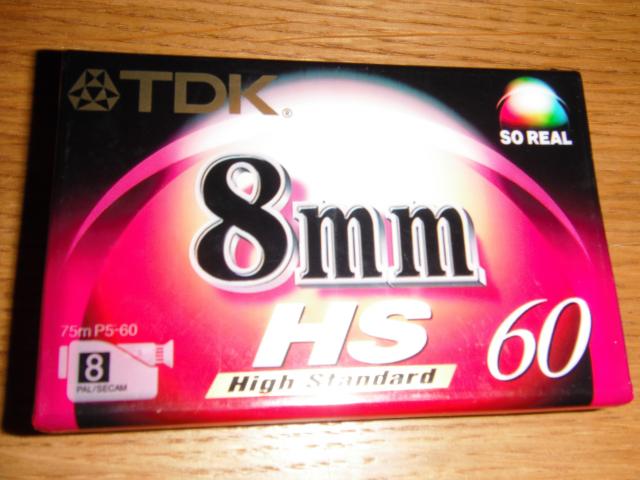 TDK®
SO REAL
8mm
HS
60
High Standard
75m P5-60
8
PAL/SECAM